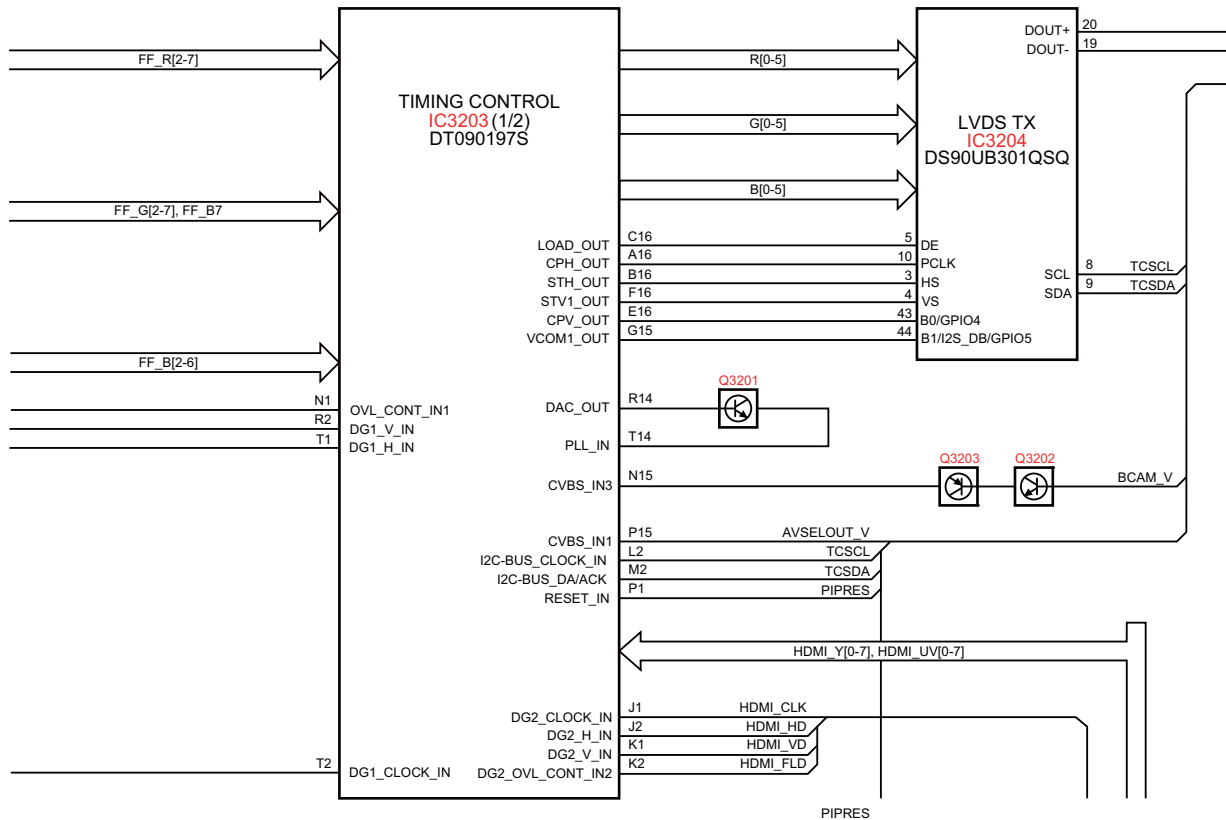 FF_R[2-7]
FF_G[2-7], FF_B7
FF_B[2-6]
N1
R2
T1
T2
TIMING CONTROL
IC3203 (1/2)
DT090197S
OVL_CONT_IN1
DG1_V_IN
DG1_H_IN
DG1_CLOCK_IN
R[0-5]
G[0-5]
B[0-5]
LOAD_OUT C16 5 DE
CPH_OUT A16 10 PCLK
STH_OUT B16 3 HS
STV1_OUT F16 4 VS
CPV_OUT E16 43 B0/GPIO4
VCOM1_OUT G15 44 B1/I2S_DB/GPIO5
LVDS TX
IC3204
DS90UB301QSQ
DOUT+ 20
DOUT- 19
SCL 8 TCSCL
SDA 9 TCSDA
Q3201
DAC_OUT R14
PLL_IN T14
Q3203 Q3202
CVBS_IN3 N15 BCAM_V
CVBS_IN1 P15 AVSELOUT_V
I2C-BUS_CLOCK_IN L2 TCSCL
I2C-BUS_DA/ACK M2 TCSDA
RESET_IN P1 PIPRES
HDMI_Y[0-7], HDMI_UV[0-7]
DG2_CLOCK_IN J1 HDMI_CLK
DG2_H_IN J2 HDMI_HD
DG2_V_IN K1 HDMI_VD
DG2_OVL_CONT_IN2 K2 HDMI_FLD
PIPRES